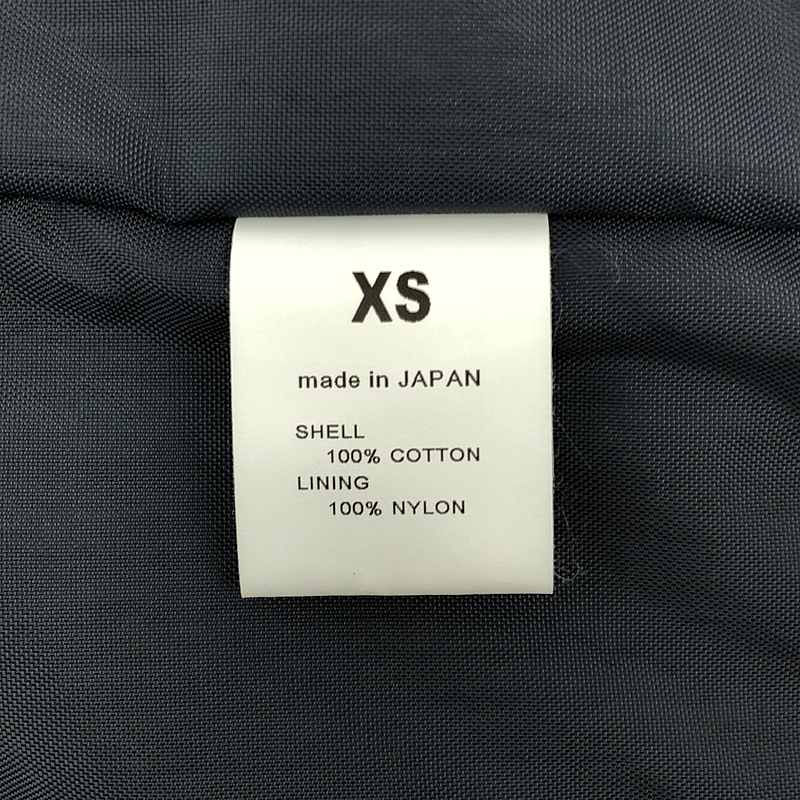 XS
made in JAPAN
SHELL
100% COTTON
LINING
100% NYLON